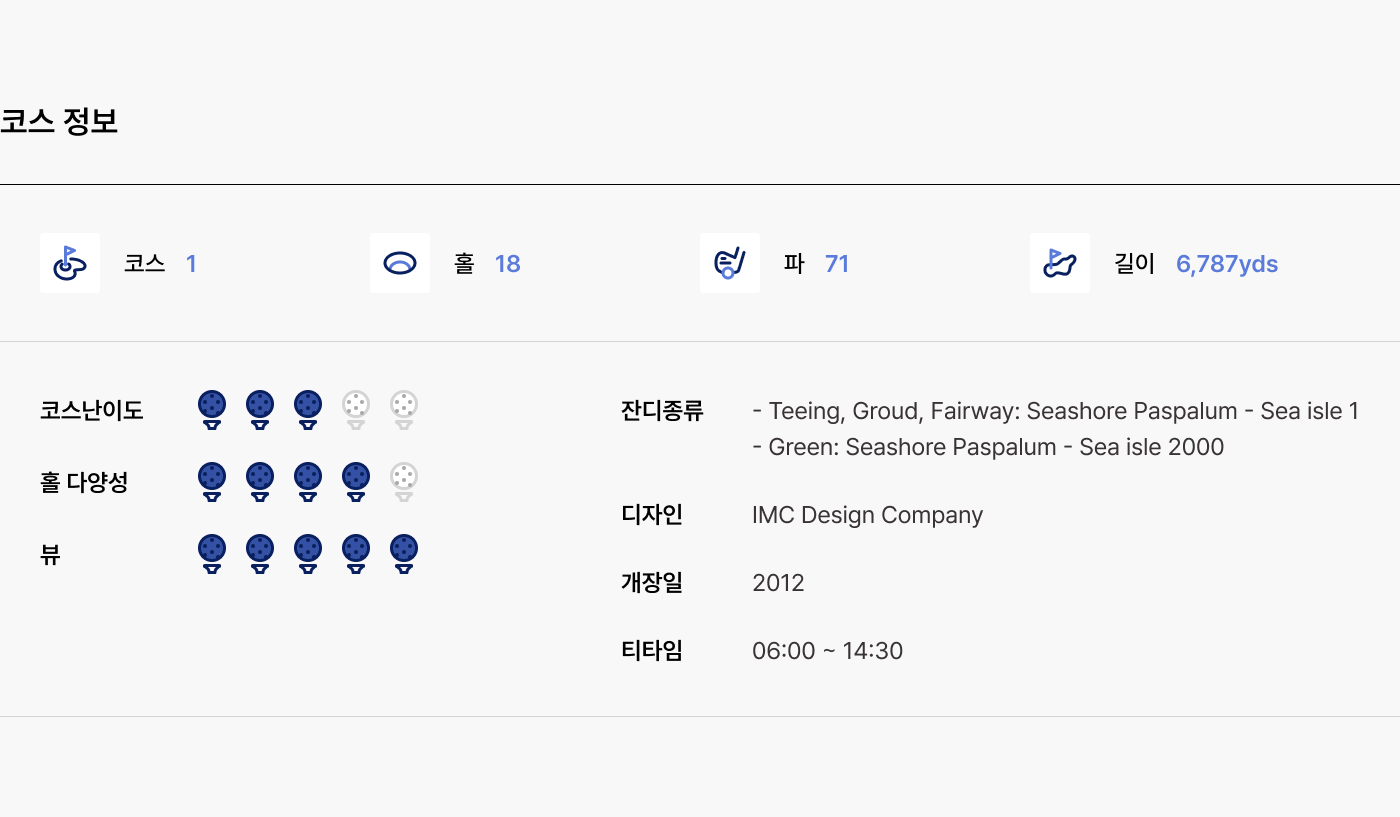 코스 정보
코스 1
홀 18
파 71
길이 6,787yds
코스난이도
홀 다양성
뷰
잔디종류 - Teeing, Groud, Fairway: Seashore Paspalum - Sea isle 1
- Green: Seashore Paspalum - Sea isle 2000
디자인 IMC Design Company
개장일 2012
티타임 06:00 ~ 14:30